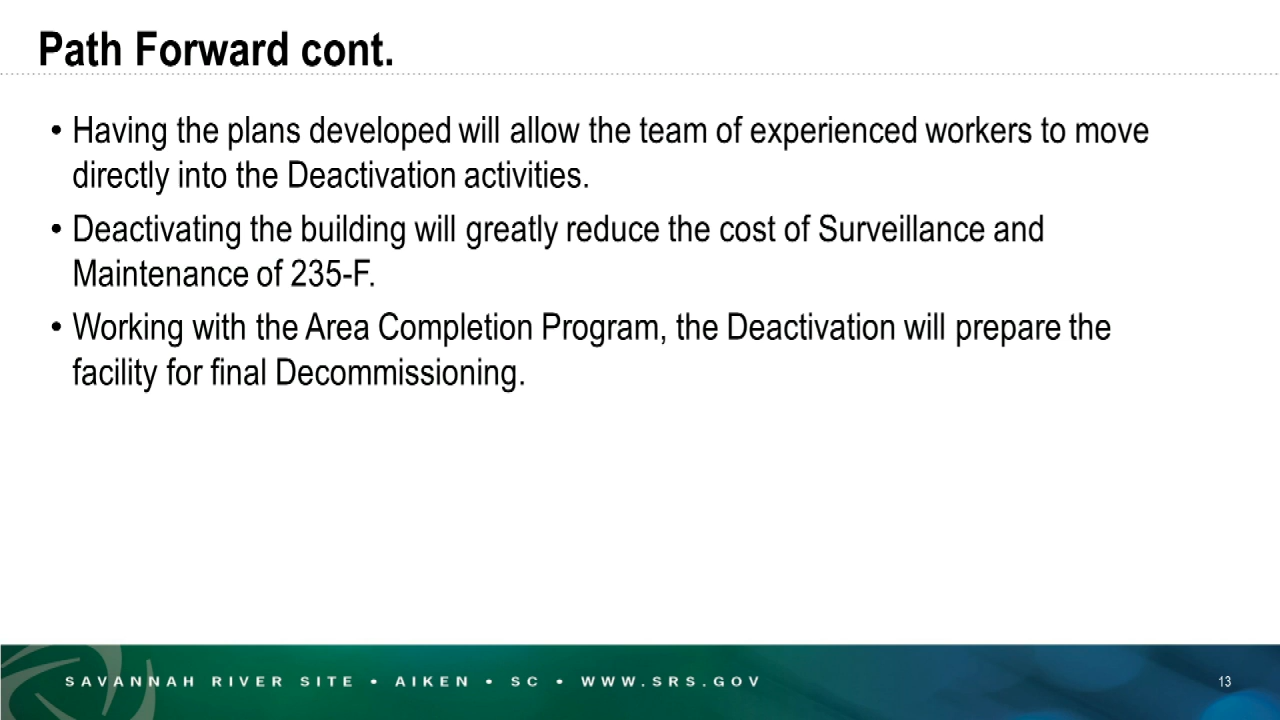 Path Forward cont.
• Having the plans developed will allow the team of experienced workers to move
directly into the Deactivation activities.
• Deactivating the building will greatly reduce the cost of Surveillance and
Maintenance of 235-F.
• Working with the Area Completion Program, the Deactivation will prepare the
facility for final Decommissioning.
SAVANNAH RIVER SITE • AIKEN • SC • WWW.SRS.GOV
13